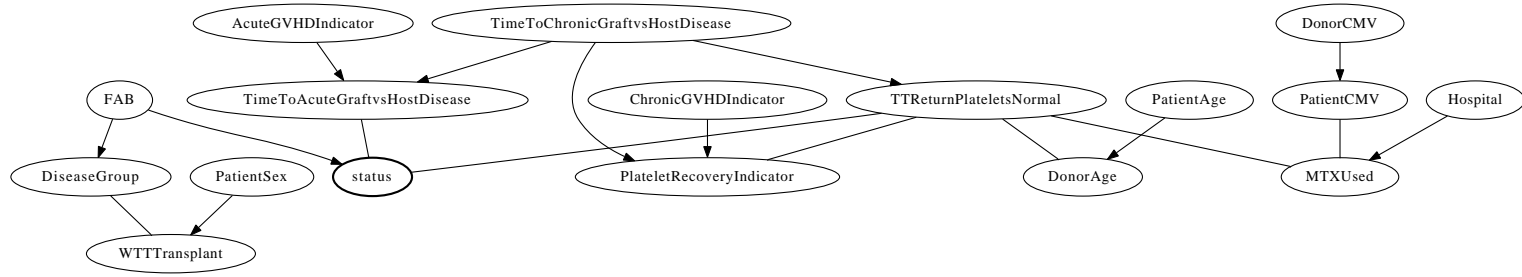 AcuteGVHDIndicator
TimeToChronicGraftvsHostDisease
DonorCMV
FAB
TimeToAcuteGraftvsHostDisease
ChronicGVHDIndicator
TTReturnPlateletsNormal
PatientAge
PatientCMV
Hospital
DiseaseGroup
PatientSex
status
PlateletRecoveryIndicator
DonorAge
MTXUsed
WTTTransplant